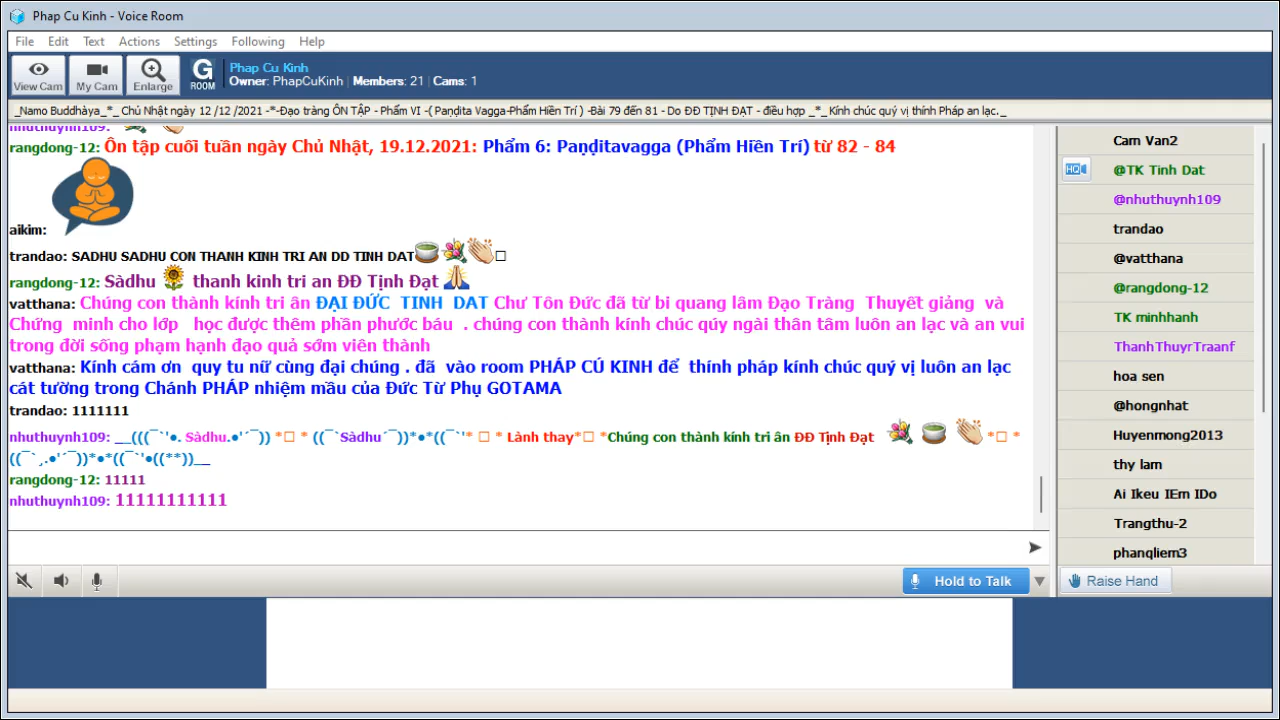 Phap Cu Kinh - Voice Room
File Edit Text Actions Settings Following Help
View Cam My Cam Enlarge G ROOM
Phap Cu Kinh
Owner: PhapCuKinh Members: 21 Cams: 1
_Namo Buddhàya_*_ Chủ Nhật ngày 12 /12 /2021 -*-Đạo tràng ÔN TẬP - Phẩm VI -( Paṇḍita Vagga-Phẩm Hiền Trí ) -Bài 79 đến 81 - Do ĐĐ TỊNH ĐẠT - điều hợp _*_ Kính chúc quý vị thính Pháp an lạc._
nhuthuynh109:
rangdong-12: Ôn tập cuối tuần ngày Chủ Nhật, 19.12.2021: Phẩm 6: Paṇḍitavagga (Phẩm Hiền Trí) từ 82 - 84
aikim:
trandao: SADHU SADHU CON THANH KINH TRI AN DD TINH DAT
rangdong-12: Sàdhu thanh kinh tri an ĐĐ Tịnh Đạt
vatthana: Chúng con thành kính tri ân ĐẠI ĐỨC TINH DAT Chư Tôn Đức đã từ bi quang lâm Đạo Tràng Thuyết giảng và
Chứng minh cho lớp học được thêm phần phước báu . chúng con thành kính chúc qúy ngài thân tâm luôn an lạc và an vui
trong đời sống phạm hạnh đạo quả sớm viên thành
vatthana: Kính cám ơn quy tu nữ cùng đại chúng . đã vào room PHÁP CÚ KINH để thính pháp kính chúc quý vị luôn an lạc
cát tường trong Chánh PHÁP nhiệm mầu của Đức Từ Phụ GOTAMA
trandao: 1111111
nhuthuynh109: __(((¯`'•. Sàdhu.•'´¯)) *□ * ((¯`Sàdhu´¯))*•*((¯`'* □ * Lành thay*□ *Chúng con thành kính tri ân ĐĐ Tịnh Đạt *□ *
((¯`¸.•'´¯))*•*((¯`'•((**))__
rangdong-12: 11111
nhuthuynh109: 11111111111
Hold to Talk
Cam Van2
HQ @TK Tinh Dat
@nhuthuynh109
trandao
@vatthana
@rangdong-12
TK minhhanh
ThanhThuyrTraanf
hoa sen
@hongnhat
Huyenmong2013
thy lam
Ai Ikeu IEm IDo
Trangthu-2
phanqliem3
Raise Hand